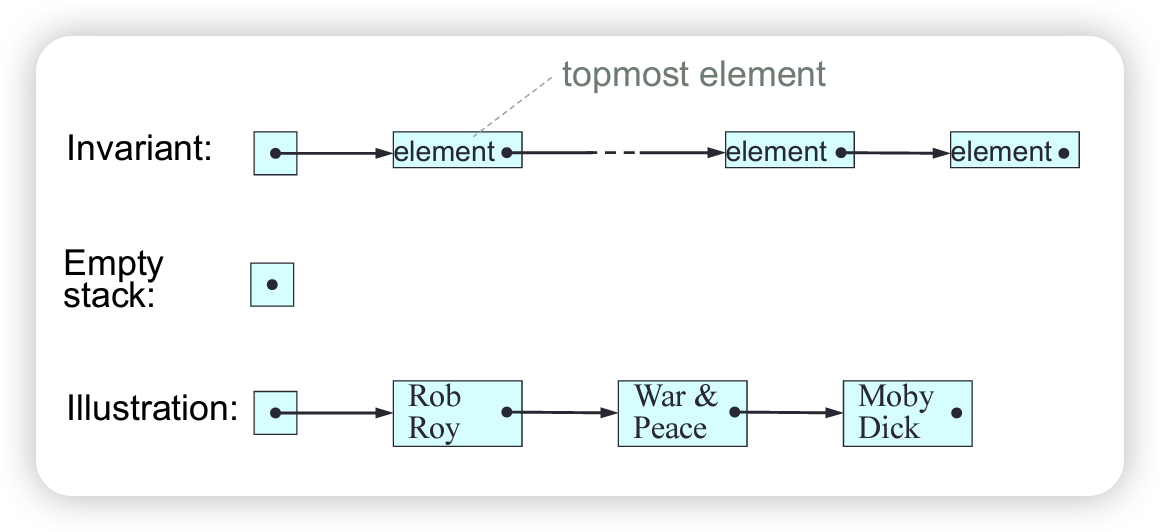 topmost element
Invariant:
element
element
element
Empty
stack:
Illustration:
Rob
Roy
War &
Peace
Moby
Dick